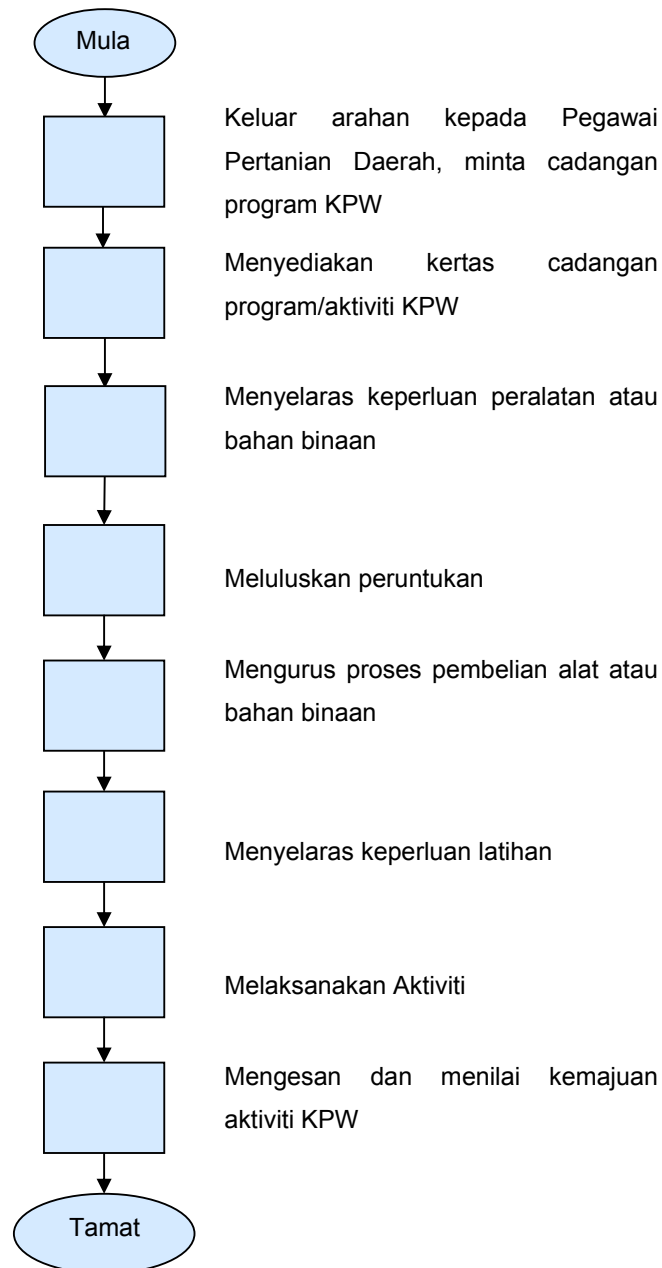 Mula
Keluar arahan kepada Pegawai
Pertanian Daerah, minta cadangan
program KPW
Menyediakan kertas cadangan
program/aktiviti KPW
Menyelaras keperluan peralatan atau
bahan binaan
Meluluskan peruntukan
Mengurus proses pembelian alat atau
bahan binaan
Menyelaras keperluan latihan
Melaksanakan Aktiviti
Mengesan dan menilai kemajuan
aktiviti KPW
Tamat